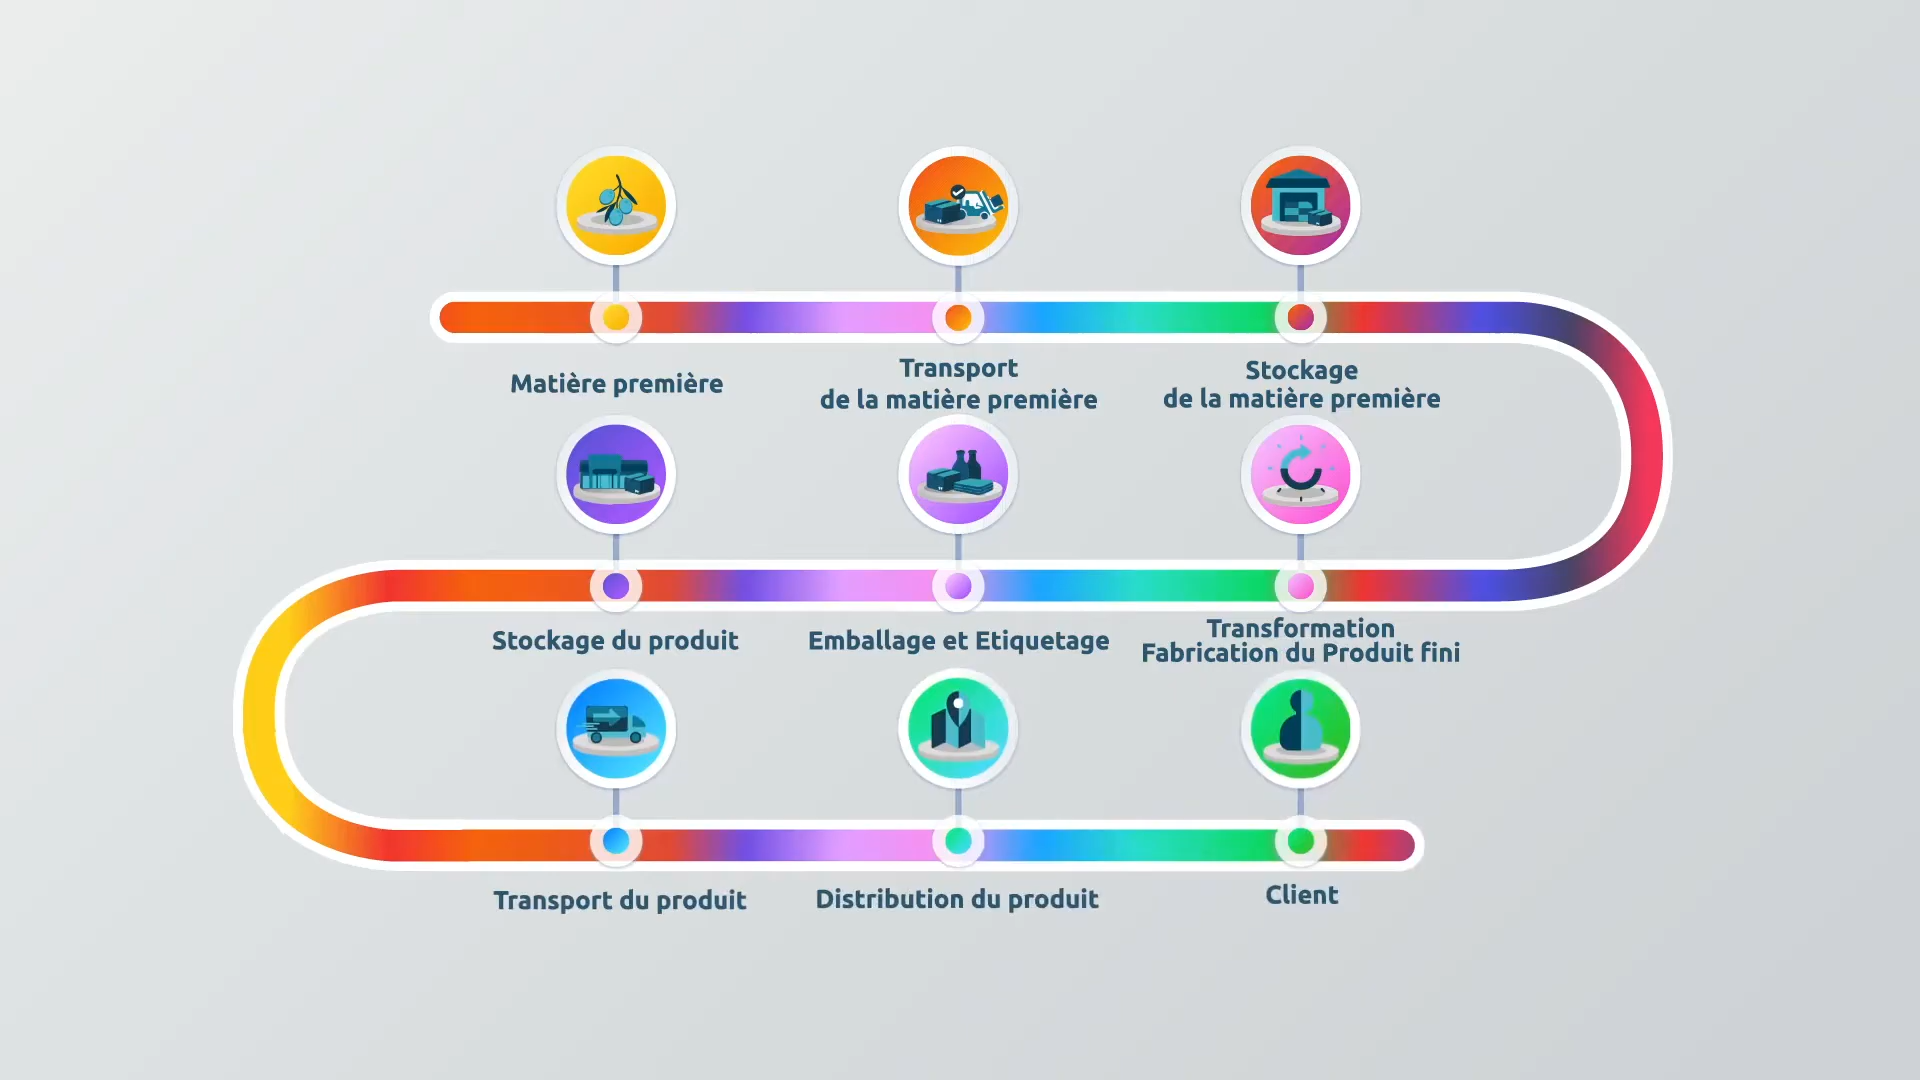 Matière première
Transport
de la matière première
Stockage
de la matière première
Stockage du produit
Emballage et Etiquetage
Transformation
Fabrication du Produit fini
Transport du produit
Distribution du produit
Client